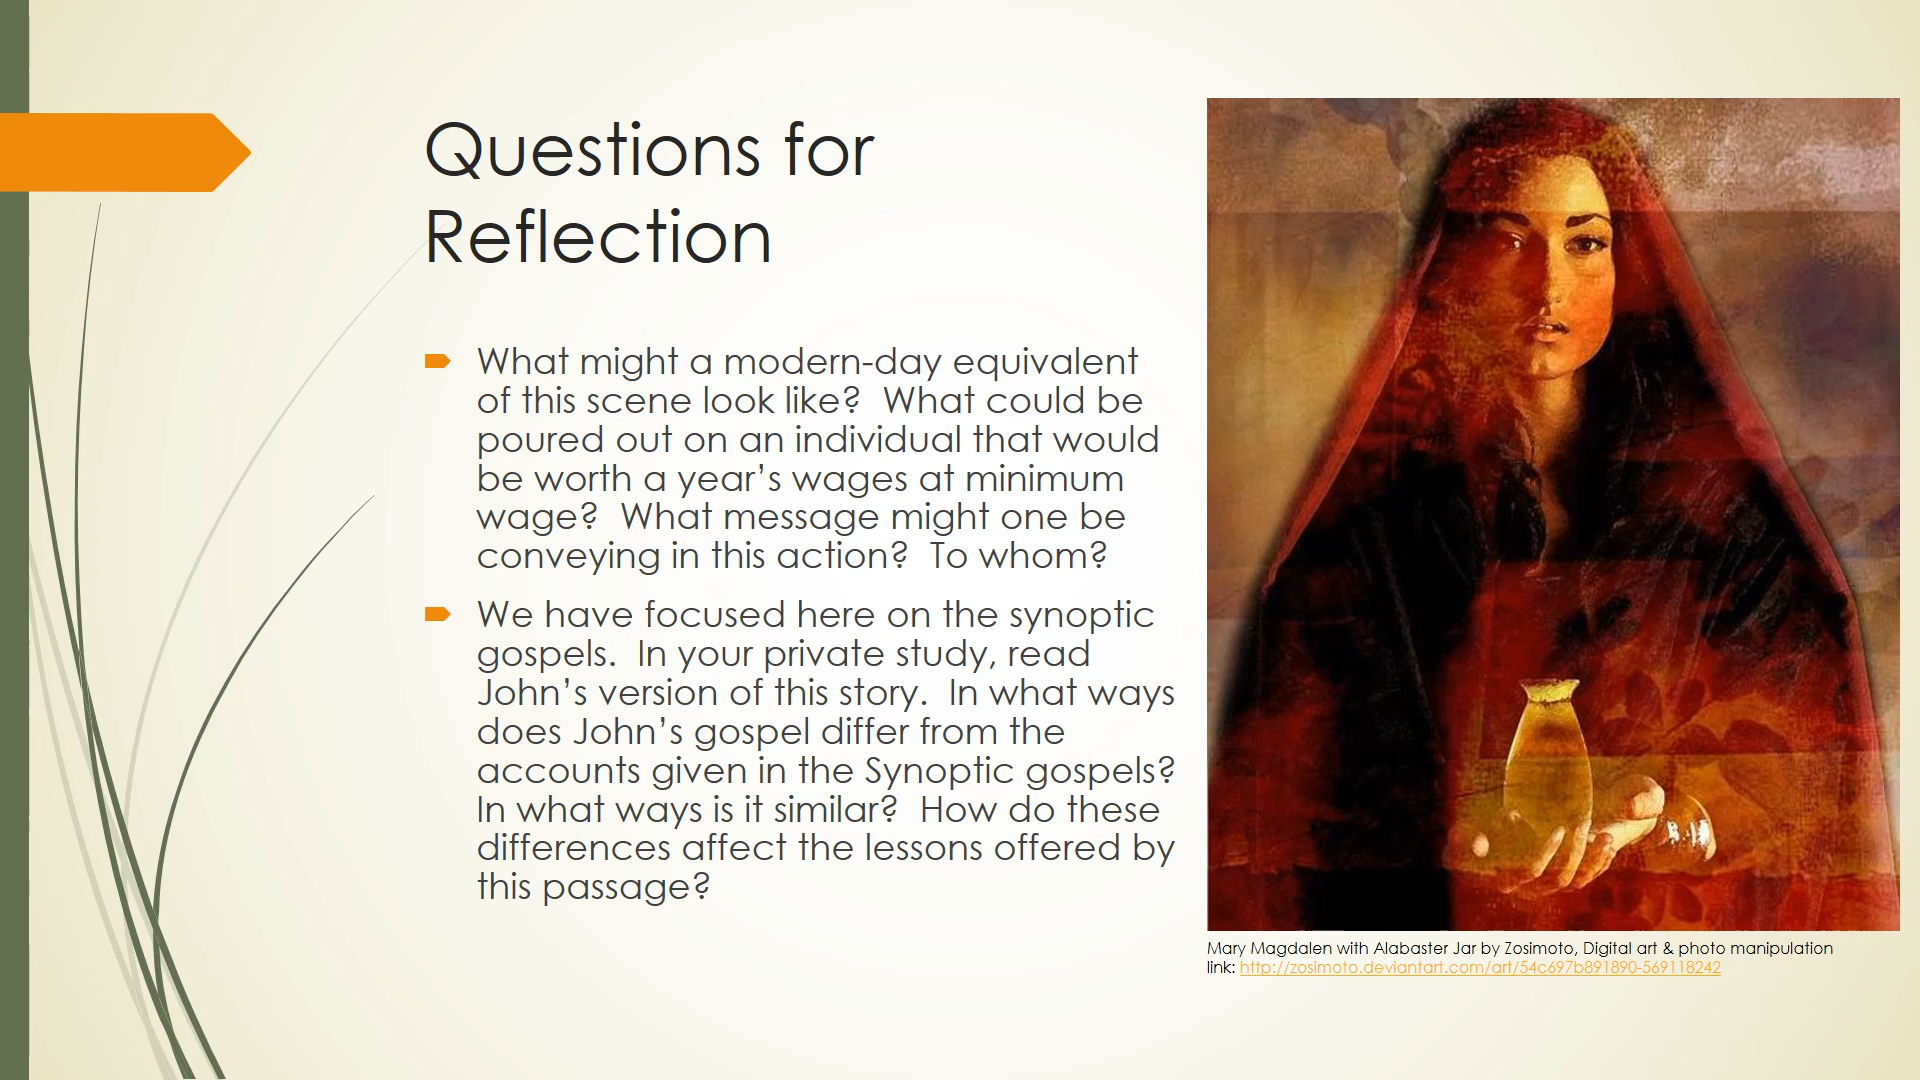 Questions for
Reflection
What might a modern-day equivalent
of this scene look like?  What could be
poured out on an individual that would
be worth a year’s wages at minimum
wage?  What message might one be
conveying in this action?  To whom?
We have focused here on the synoptic
gospels.  In your private study, read
John’s version of this story.  In what ways
does John’s gospel differ from the
accounts given in the Synoptic gospels?
In what ways is it similar?  How do these
differences affect the lessons offered by
this passage?
Mary Magdalen with Alabaster Jar by Zosimoto, Digital art & photo manipulation
link: http://zosimoto.deviantart.com/art/54c697b891890-569118242